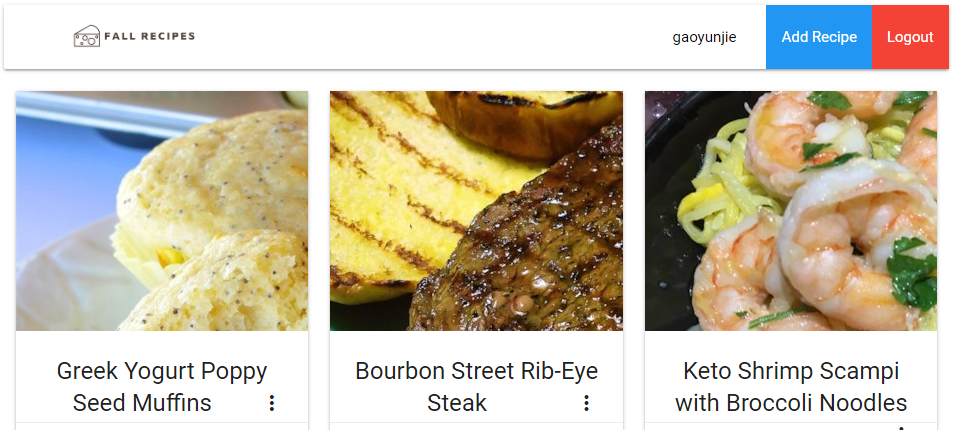 FALL RECIPES
gaoyunjie
Add Recipe
Logout
Greek Yogurt Poppy
Seed Muffins
Bourbon Street Rib-Eye
Steak
Keto Shrimp Scampi
with Broccoli Noodles